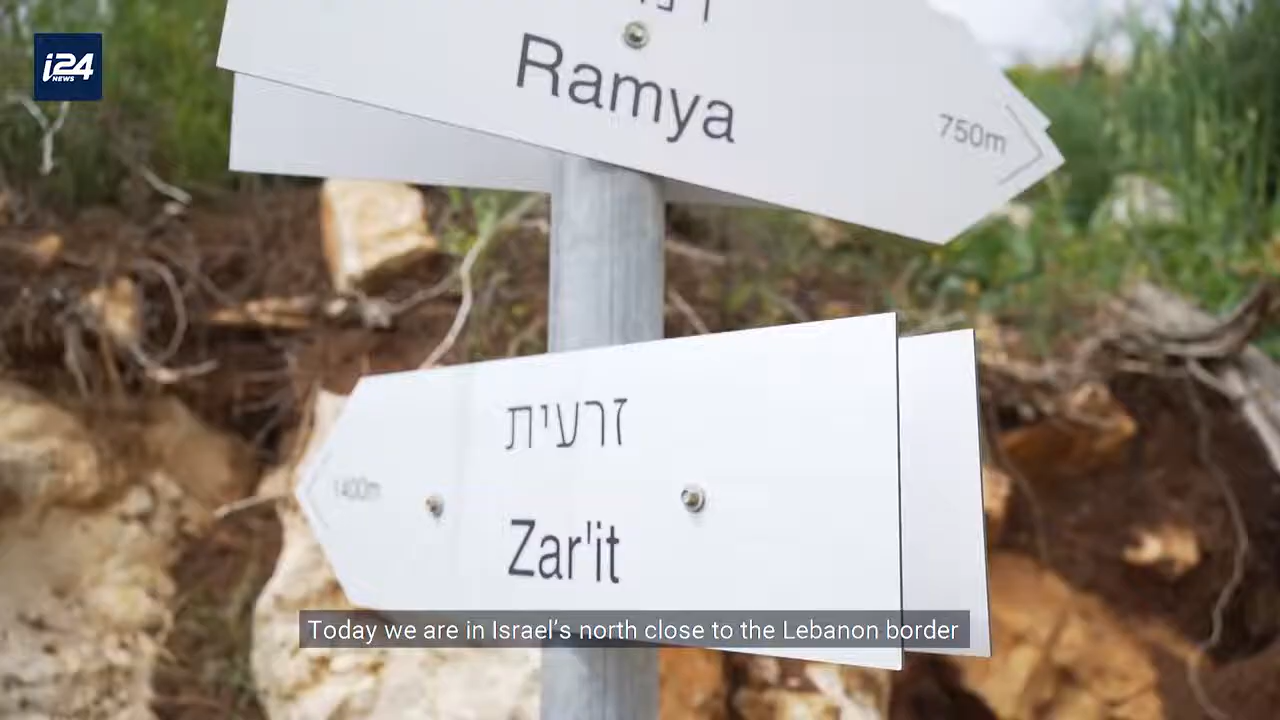 i24
NEWS
Ramya
750m
זרעית
1400m
Zar'it
Today we are in Israel's north close to the Lebanon border